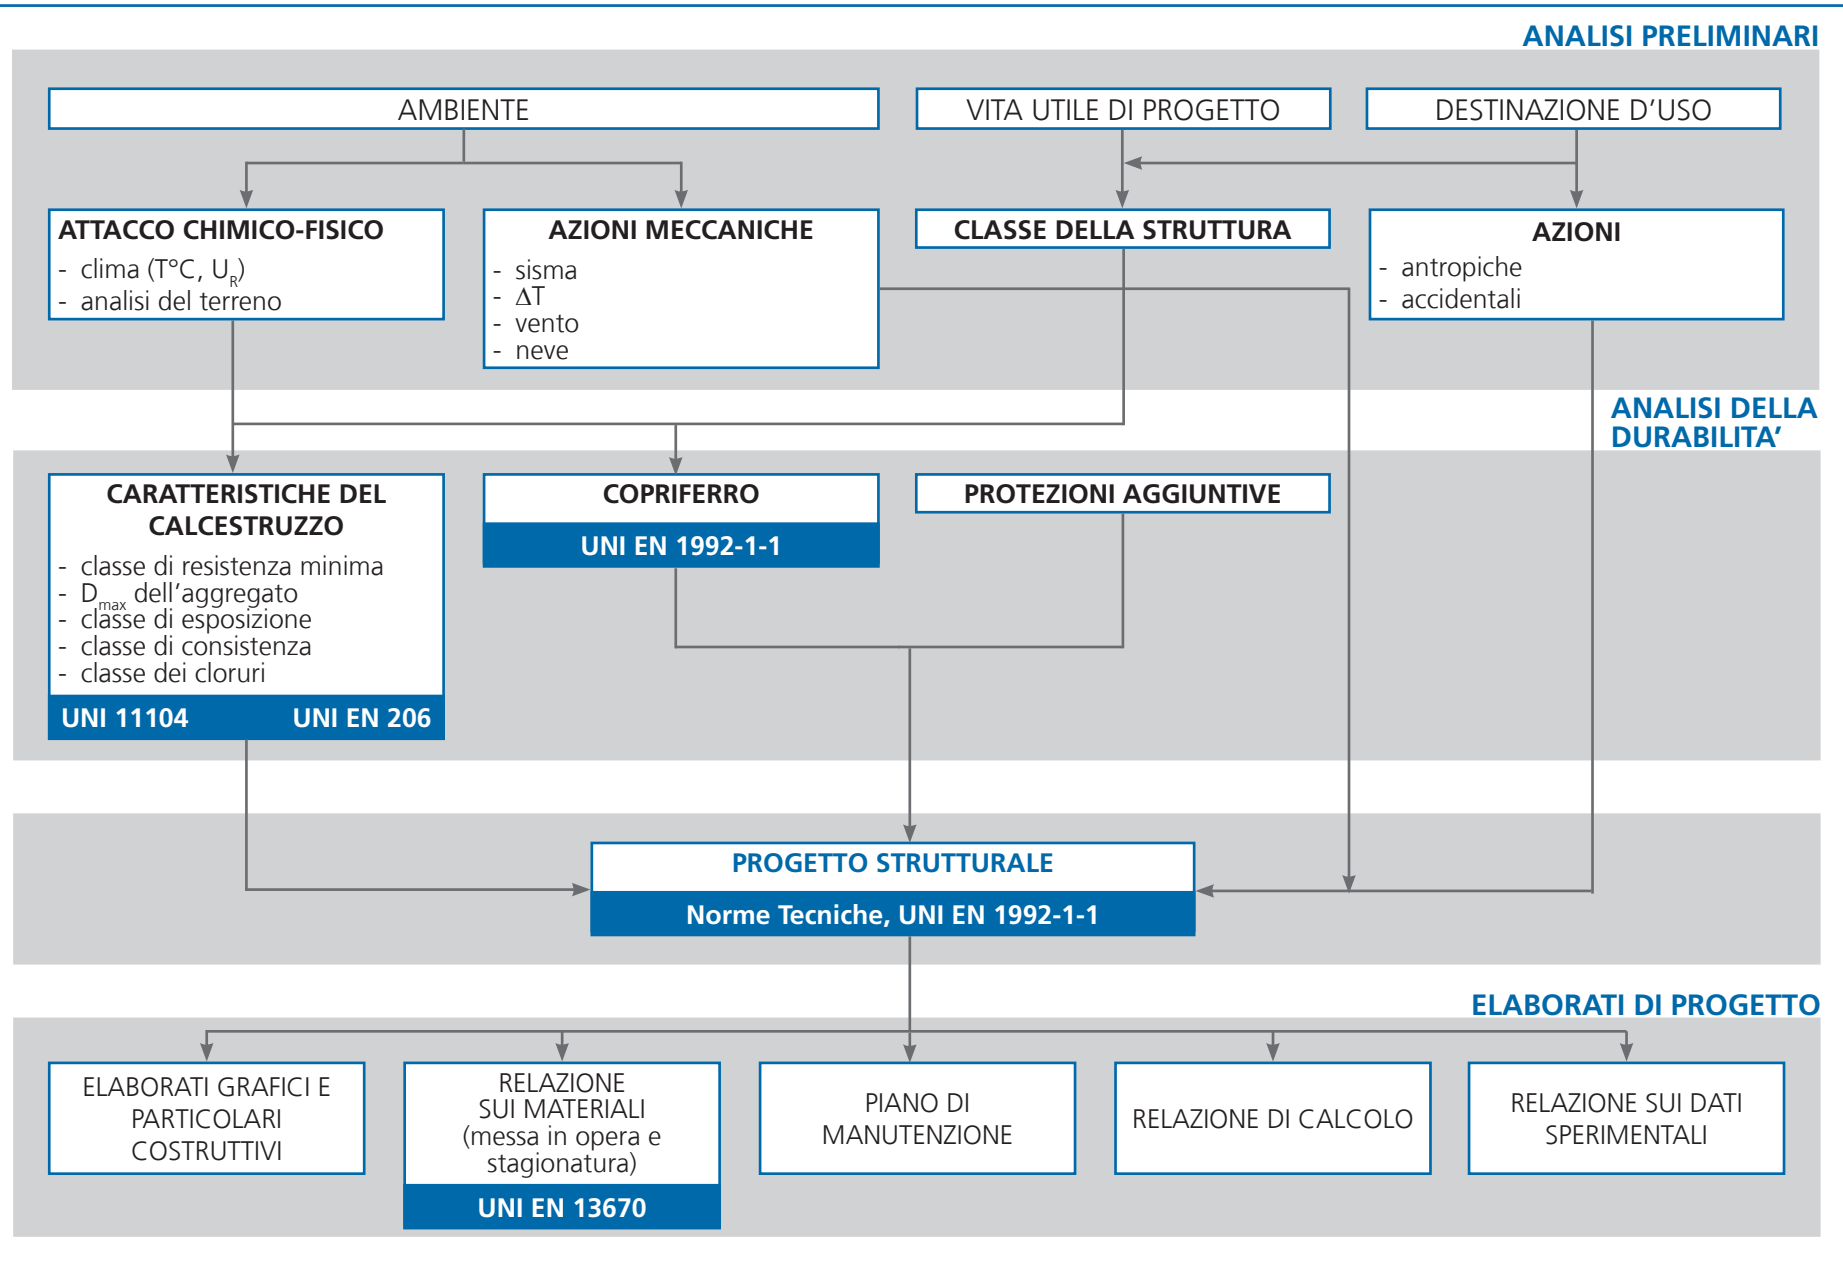 ANALISI PRELIMINARI
AMBIENTE
VITA UTILE DI PROGETTO
DESTINAZIONE D'USO
ATTACCO CHIMICO-FISICO
- clima (T°C, U_R)
- analisi del terreno
AZIONI MECCANICHE
- sisma
- ΔT
- vento
- neve
CLASSE DELLA STRUTTURA
AZIONI
- antropiche
- accidentali
ANALISI DELLA
DURABILITA'
CARATTERISTICHE DEL
CALCESTRUZZO
- classe di resistenza minima
- D_max dell'aggregato
- classe di esposizione
- classe di consistenza
- classe dei cloruri
UNI 11104 UNI EN 206
COPRIFERRO
UNI EN 1992-1-1
PROTEZIONI AGGIUNTIVE
PROGETTO STRUTTURALE
Norme Tecniche, UNI EN 1992-1-1
ELABORATI DI PROGETTO
ELABORATI GRAFICI E
PARTICOLARI
COSTRUTTIVI
RELAZIONE
SUI MATERIALI
(messa in opera e
stagionatura)
UNI EN 13670
PIANO DI
MANUTENZIONE
RELAZIONE DI CALCOLO
RELAZIONE SUI DATI
SPERIMENTALI